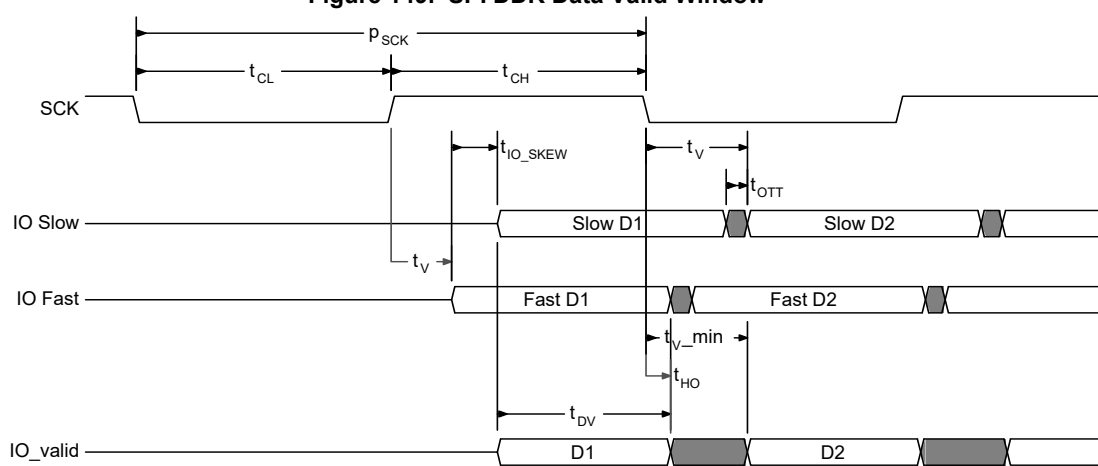 Figure SPI DDR Data Valid Window
pSCK
tCL tCH
SCK
tIO_SKEW tV
tOTT
IO Slow Slow D1 Slow D2
tV
IO Fast Fast D1 Fast D2
tV_min
tHO
tDV
IO_valid D1 D2